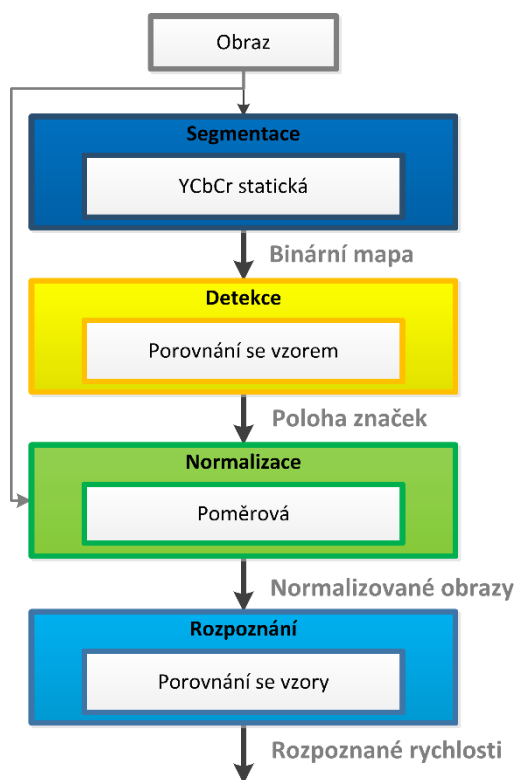 Obraz
Segmentace
YCbCr statická
Binární mapa
Detekce
Porovnání se vzorem
Poloha značek
Normalizace
Poměrová
Normalizované obrazy
Rozpoznání
Porovnání se vzory
Rozpoznané rychlosti